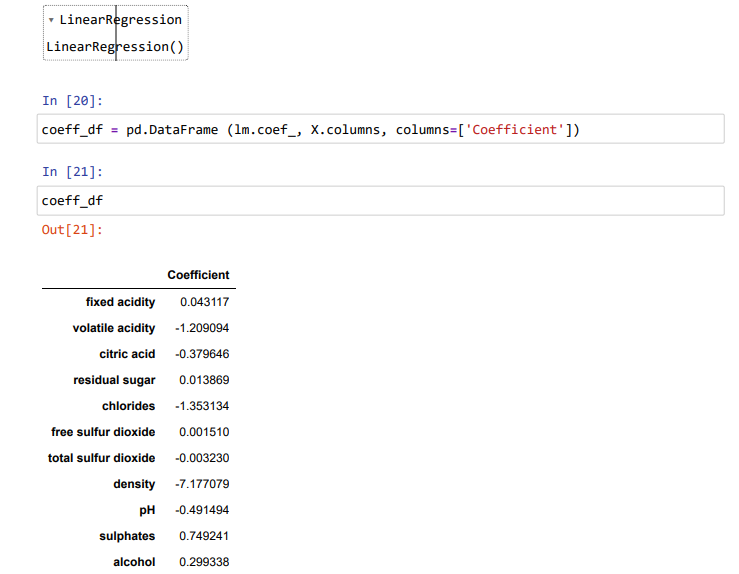 ▾ LinearRegression
LinearRegression()
In [20]:
coeff_df = pd.DataFrame (lm.coef_, X.columns, columns=['Coefficient'])
In [21]:
coeff_df
Out[21]:
Coefficient
fixed acidity 0.043117
volatile acidity -1.209094
citric acid -0.379646
residual sugar 0.013869
chlorides -1.353134
free sulfur dioxide 0.001510
total sulfur dioxide -0.003230
density -7.177079
pH -0.491494
sulphates 0.749241
alcohol 0.299338